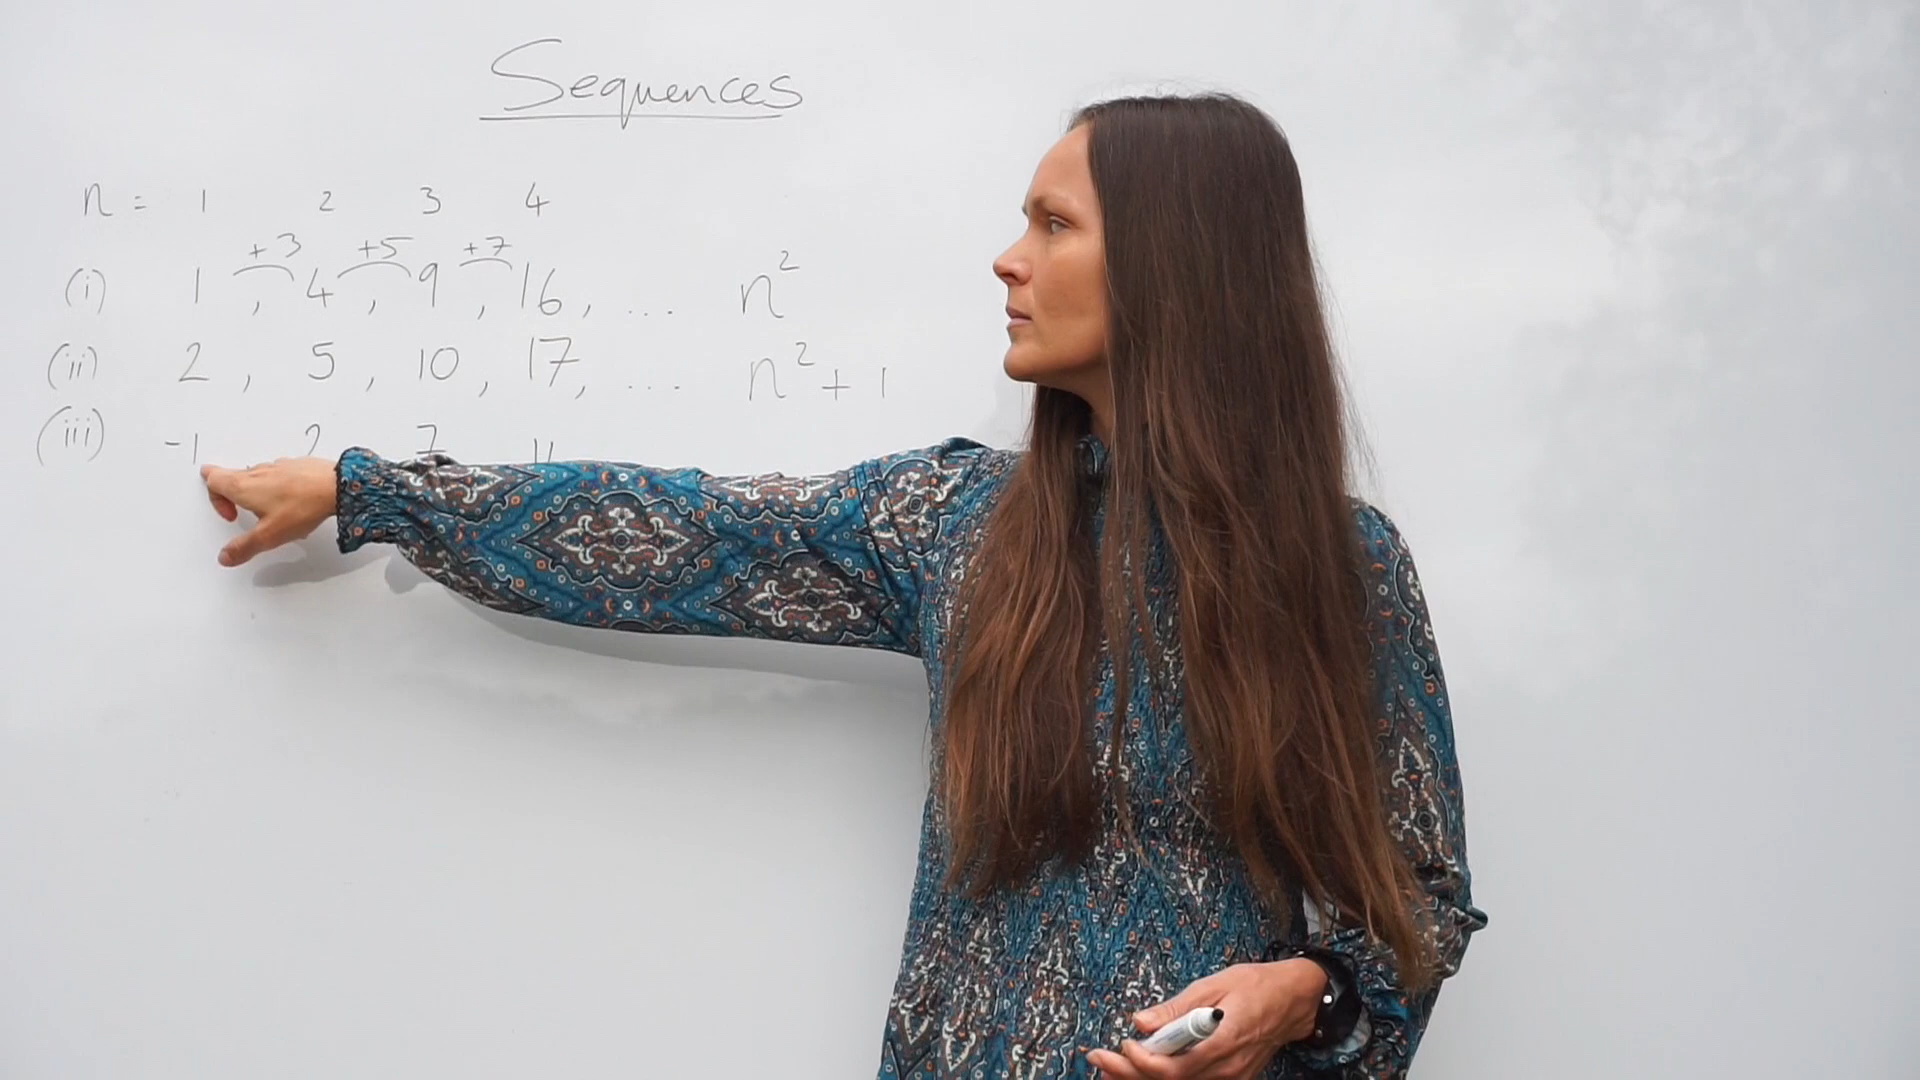 Sequences
n = 1 2 3 4
+3 +5 +7
(i) 1, 4, 9, 16, ... n²
(ii) 2, 5, 10, 17, ... n² + 1
(iii) -1 2 7